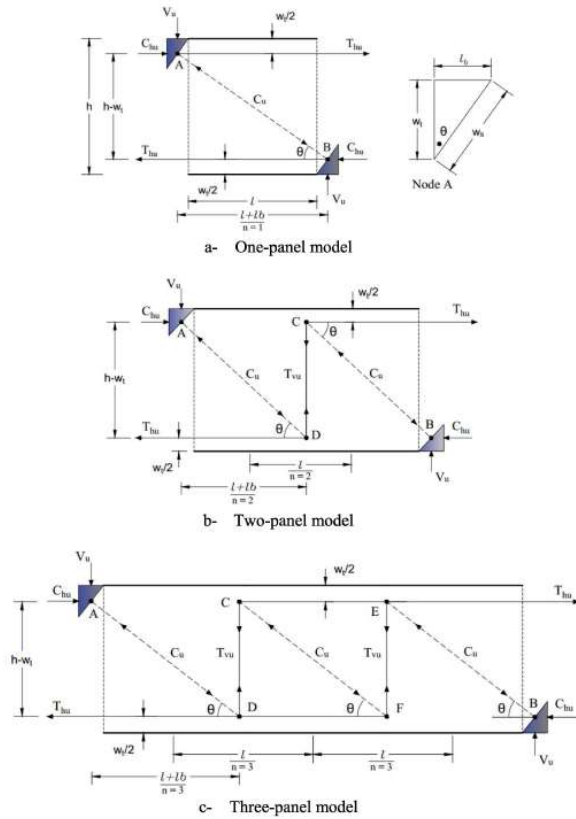 V_u
w_t/2
C_hu
A
T_hu
l_b
h
h-w_t
C_u
w_t
θ
w_s
θ
B
T_hu
C_hu
Node A
w_t/2
l
V_u
l+lb
n=1
a- One-panel model
V_u
w_t/2
C_hu
A
C
θ
T_hu
h-w_t
C_u
T_vu
C_u
T_hu
θ
D
B
C_hu
w_t/2
l
n=2
V_u
l+lb
n=2
b- Two-panel model
V_u
w_t/2
C_hu
A
C
E
T_hu
h-w_t
C_u
T_vu
C_u
T_vu
C_u
T_hu
θ
D
θ
F
θ
B
C_hu
w_t/2
l
n=3
l
n=3
V_u
l+lb
n=3
c- Three-panel model